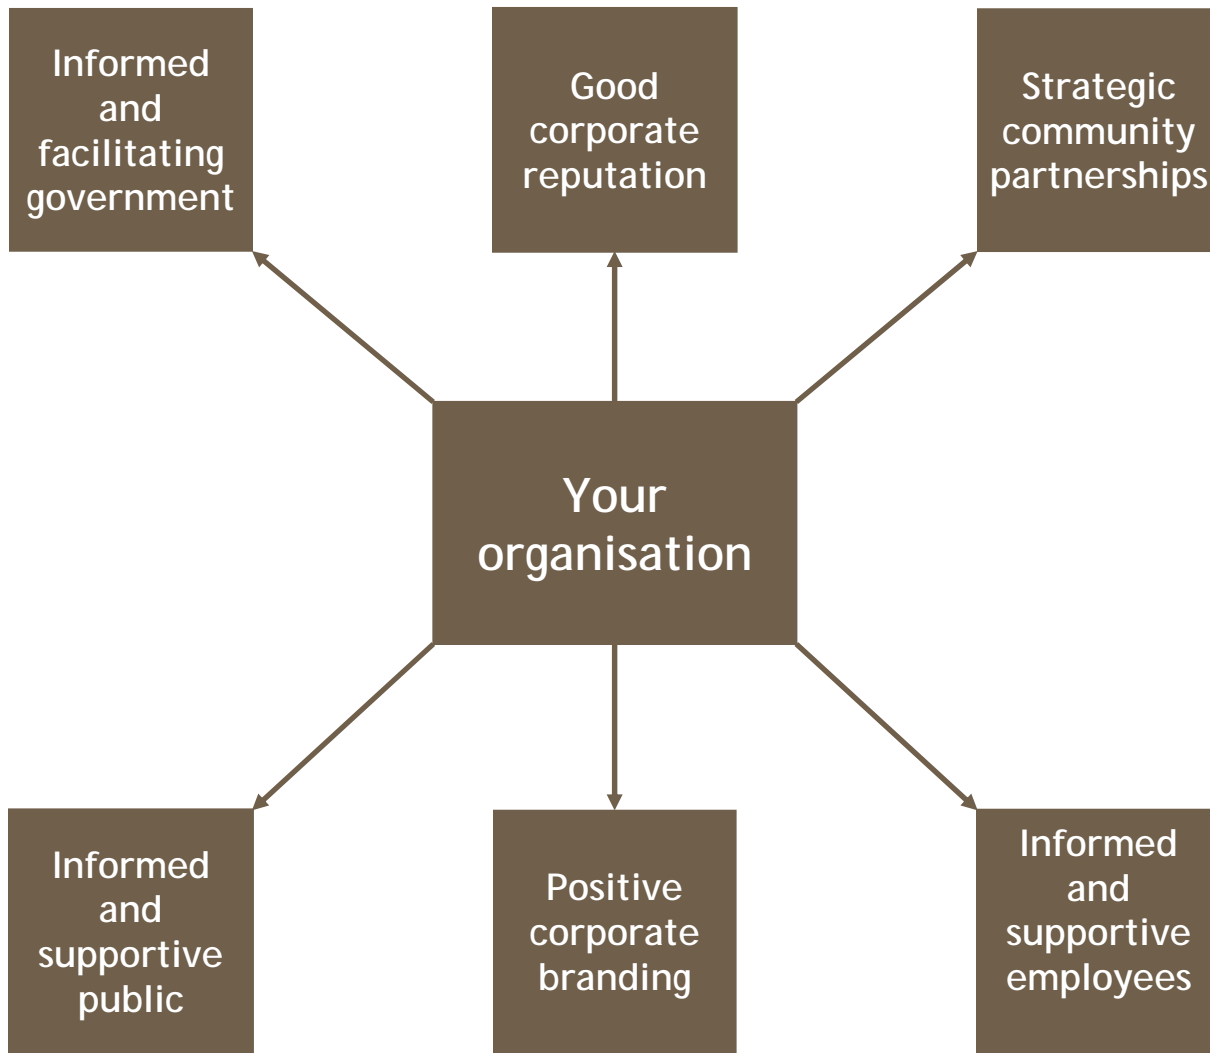 Informed
and
facilitating
government
Good
corporate
reputation
Strategic
community
partnerships
Your
organisation
Informed
and
supportive
public
Positive
corporate
branding
Informed
and
supportive
employees